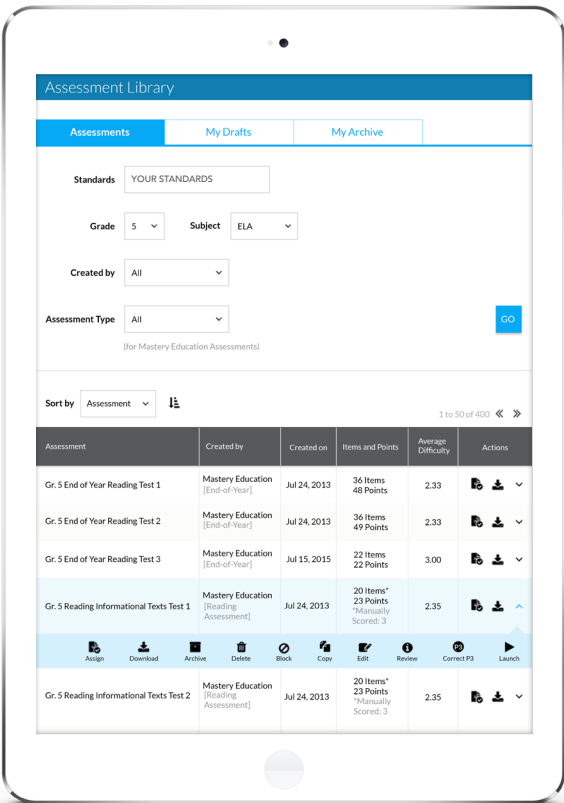 Assessment Library
Assessments My Drafts My Archive
Standards YOUR STANDARDS
Grade 5 Subject ELA
Created by All
Assessment Type All GO
(for Mastery Education Assessments)
Sort by Assessment
1 to 50 of 400
Assessment Created by Created on Items and Points Average Difficulty Actions
Gr. 5 End of Year Reading Test 1 Mastery Education [End-of-Year] Jul 24, 2013 36 Items 48 Points 2.33
Gr. 5 End of Year Reading Test 2 Mastery Education [End-of-Year] Jul 24, 2013 36 Items 49 Points 2.33
Gr. 5 End of Year Reading Test 3 Mastery Education [End-of-Year] Jul 15, 2015 22 Items 22 Points 3.00
Gr. 5 Reading Informational Texts Test 1 Mastery Education [Reading Assessment] Jul 24, 2013 20 Items* 23 Points *Manually Scored: 3 2.35
P3
Assign Download Archive Delete Block Copy Edit Review Correct P3 Launch
Gr. 5 Reading Informational Texts Test 2 Mastery Education [Reading Assessment] Jul 24, 2013 20 Items* 23 Points *Manually Scored: 3 2.35